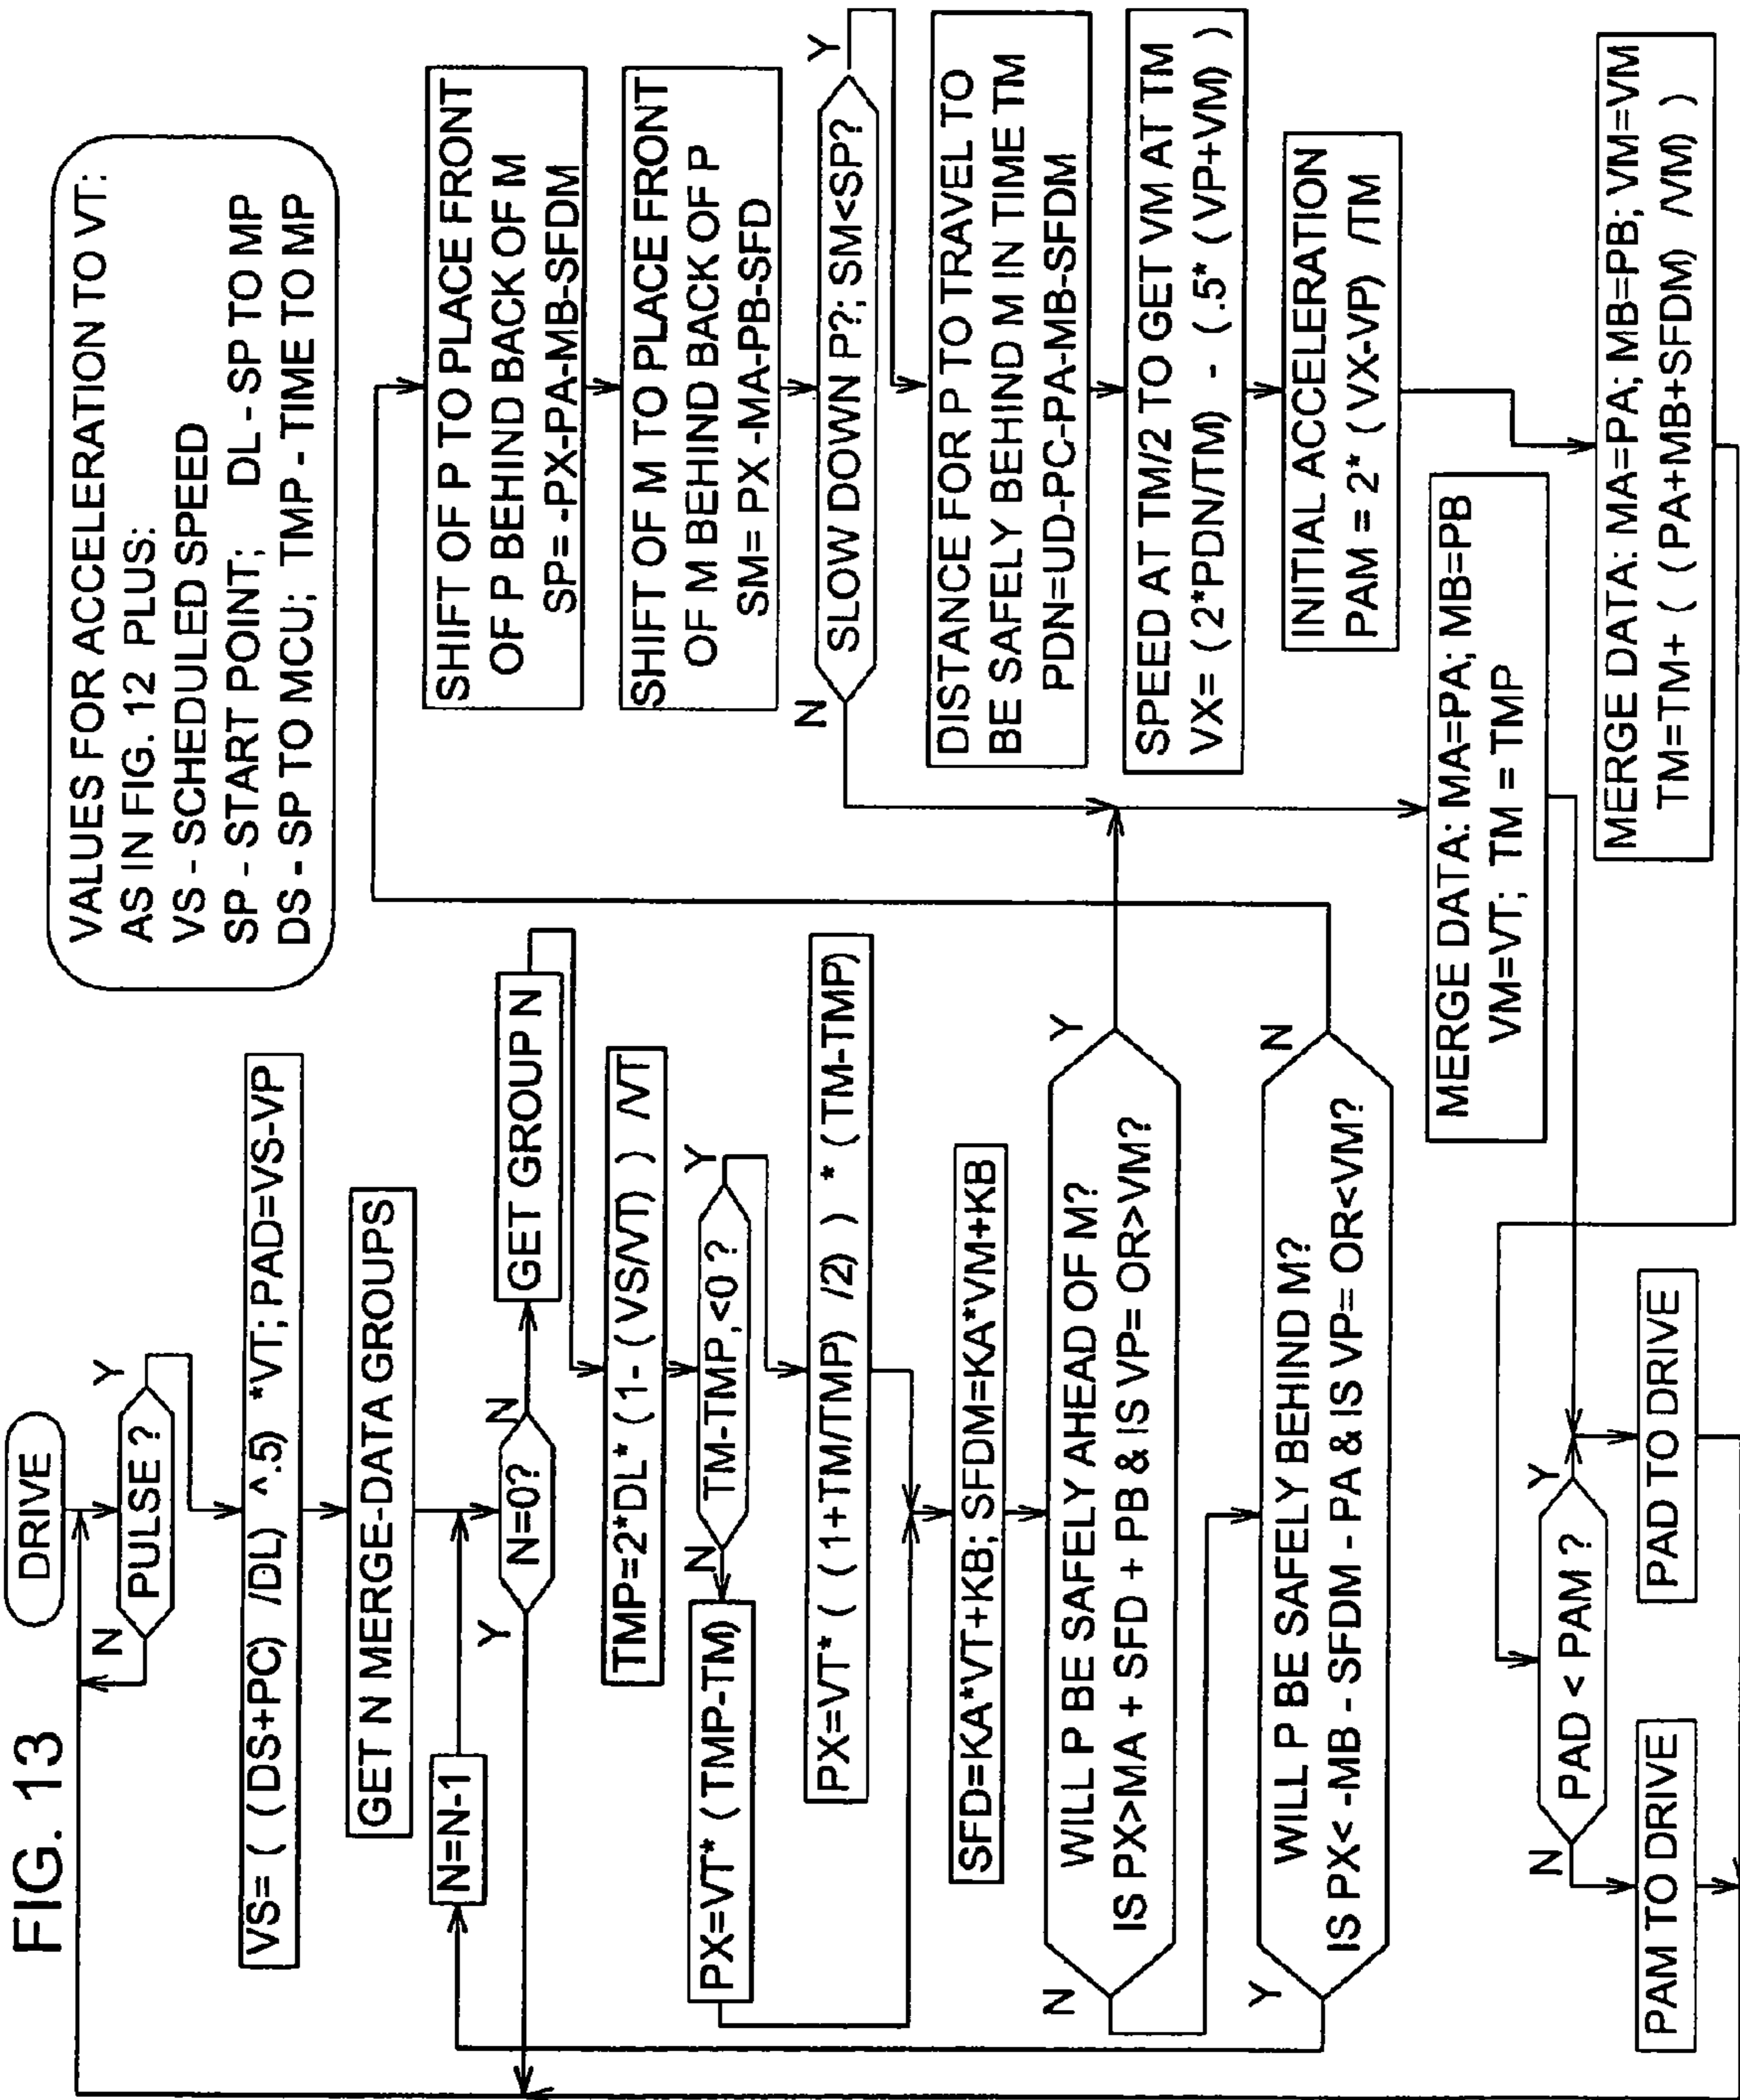 FIG. 13
DRIVE
N
PULSE ?
Y
VS= ( ( DS+PC) /DL) ^.5) *VT; PAD=VS-VP
GET N MERGE-DATA GROUPS
N=N-1
Y
N=0?
N
GET GROUP N
TMP=2*DL* (1- ( VS/VT) ) /VT
N
TM-TMP, <0 ?
Y
PX=VT* ( TMP-TM)
PX=VT* ( ( 1+TM/TMP) /2) ) * ( TM-TMP)
SFD=KA*VT+KB; SFDM=KA*VM+KB
N
WILL P BE SAFELY AHEAD OF M?
IS PX>MA + SFD + PB & IS VP= OR>VM?
Y
Y
WILL P BE SAFELY BEHIND M?
IS PX< -MB - SFDM - PA & IS VP= OR<VM?
N
N
PAD < PAM ?
Y
PAM TO DRIVE
PAD TO DRIVE
VALUES FOR ACCELERATION TO VT:
AS IN FIG. 12 PLUS:
VS - SCHEDULED SPEED
SP - START POINT; DL - SP TO MP
DS - SP TO MCU; TMP - TIME TO MP
SHIFT OF P TO PLACE FRONT
OF P BEHIND BACK OF M
SP= -PX-PA-MB-SFDM
SHIFT OF M TO PLACE FRONT
OF M BEHIND BACK OF P
SM= PX -MA-PB-SFD
N
SLOW DOWN P?; SM<SP?
Y
DISTANCE FOR P TO TRAVEL TO
BE SAFELY BEHIND M IN TIME TM
PDN=UD-PC-PA-MB-SFDM
SPEED AT TM/2 TO GET VM AT TM
VX= ( 2*PDN/TM) - ( .5* ( VP+VM) )
INITIAL ACCELERATION
PAM = 2* ( VX-VP) /TM
MERGE DATA: MA=PA; MB=PB
VM=VT; TM = TMP
MERGE DATA: MA=PA; MB=PB; VM=VM
TM=TM+ ( ( PA+MB+SFDM) /VM) )